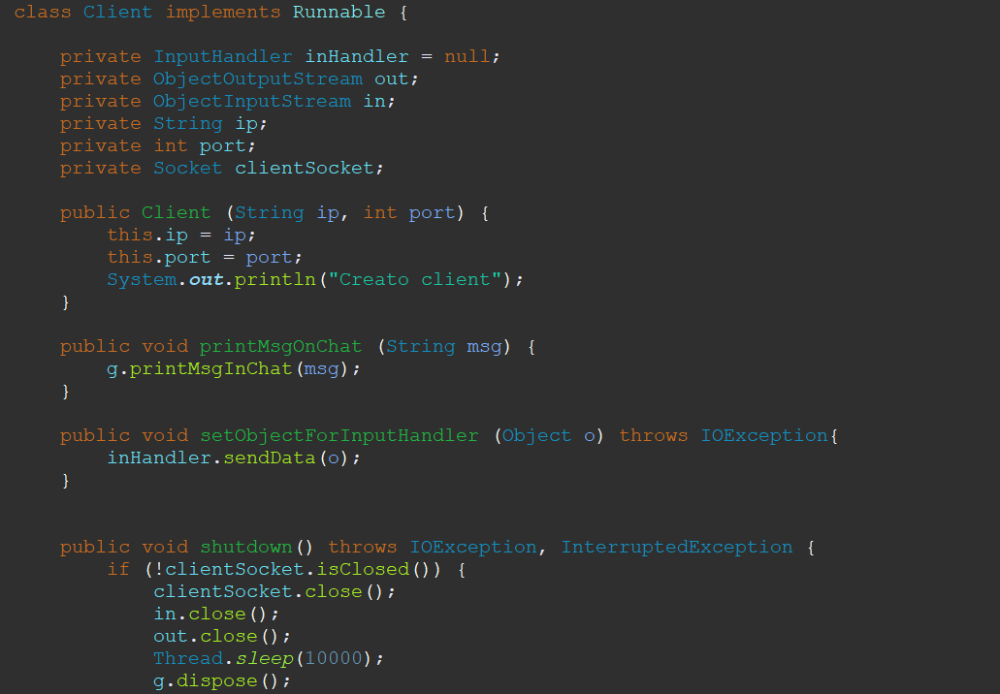 class Client implements Runnable {
private InputHandler inHandler = null;
private ObjectOutputStream out;
private ObjectInputStream in;
private String ip;
private int port;
private Socket clientSocket;
public Client (String ip, int port) {
this.ip = ip;
this.port = port;
System.out.println("Creato client");
}
public void printMsgOnChat (String msg) {
g.printMsgInChat(msg);
}
public void setObjectForInputHandler (Object o) throws IOException{
inHandler.sendData(o);
}
public void shutdown() throws IOException, InterruptedException {
if (!clientSocket.isClosed()) {
clientSocket.close();
in.close();
out.close();
Thread.sleep(10000);
g.dispose();